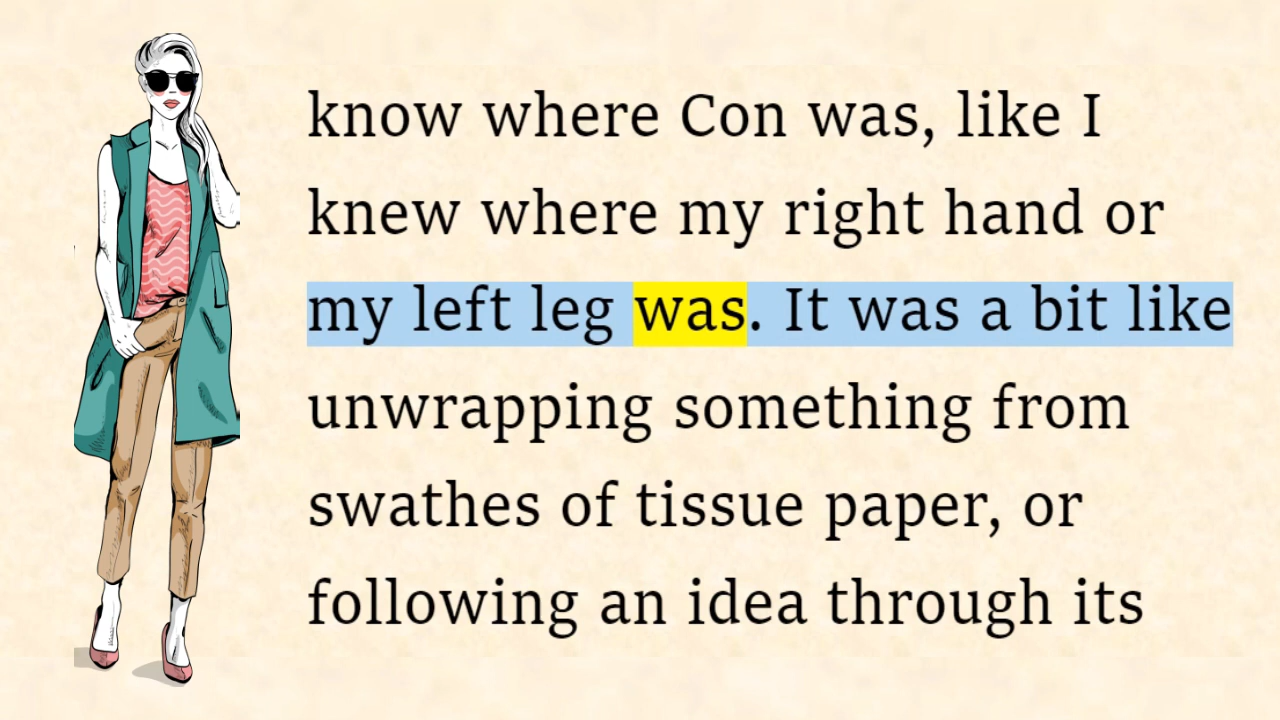 know where Con was, like I
knew where my right hand or
my left leg was. It was a bit like
unwrapping something from
swathes of tissue paper, or
following an idea through its